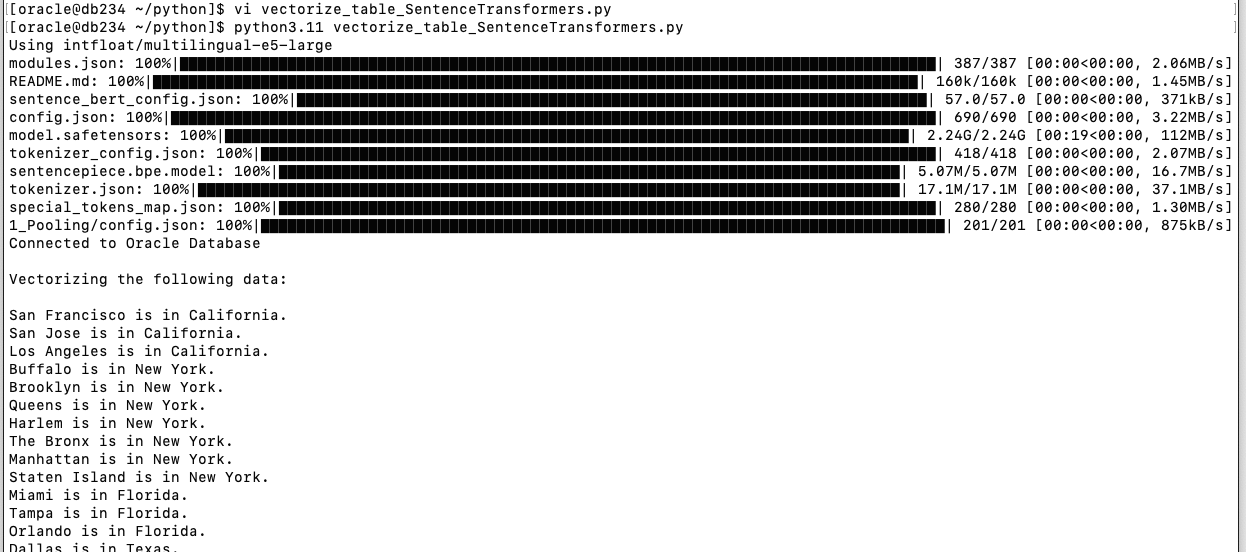 [[oracle@db234 ~/python]$ vi vectorize_table_SentenceTransformers.py ]
[[oracle@db234 ~/python]$ python3.11 vectorize_table_SentenceTransformers.py ]
Using intfloat/multilingual-e5-large
modules.json: 100%|██████████| 387/387 [00:00<00:00, 2.06MB/s]
README.md: 100%|██████████| 160k/160k [00:00<00:00, 1.45MB/s]
sentence_bert_config.json: 100%|██████████| 57.0/57.0 [00:00<00:00, 371kB/s]
config.json: 100%|██████████| 690/690 [00:00<00:00, 3.22MB/s]
model.safetensors: 100%|██████████| 2.24G/2.24G [00:19<00:00, 112MB/s]
tokenizer_config.json: 100%|██████████| 418/418 [00:00<00:00, 2.07MB/s]
sentencepiece.bpe.model: 100%|██████████| 5.07M/5.07M [00:00<00:00, 16.7MB/s]
tokenizer.json: 100%|██████████| 17.1M/17.1M [00:00<00:00, 37.1MB/s]
special_tokens_map.json: 100%|██████████| 280/280 [00:00<00:00, 1.30MB/s]
1_Pooling/config.json: 100%|██████████| 201/201 [00:00<00:00, 875kB/s]
Connected to Oracle Database
Vectorizing the following data:
San Francisco is in California.
San Jose is in California.
Los Angeles is in California.
Buffalo is in New York.
Brooklyn is in New York.
Queens is in New York.
Harlem is in New York.
The Bronx is in New York.
Manhattan is in New York.
Staten Island is in New York.
Miami is in Florida.
Tampa is in Florida.
Orlando is in Florida.
Dallas is in Texas.